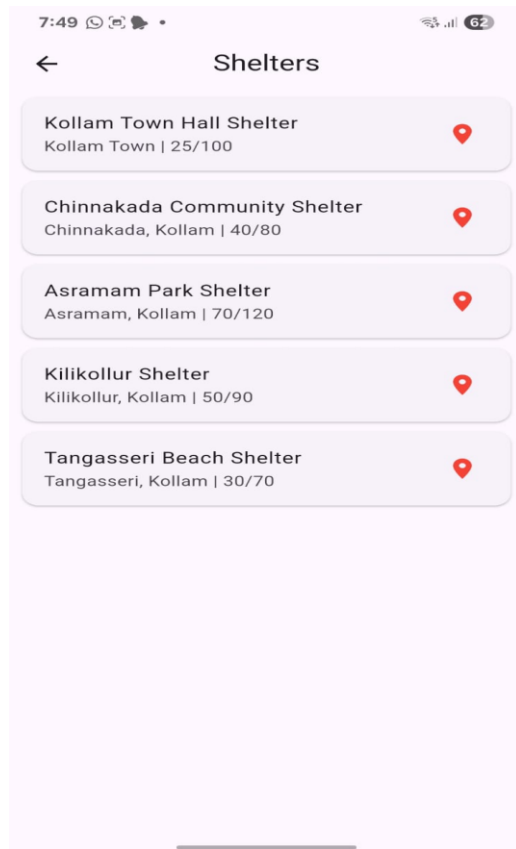 7:49
62
Shelters
Kollam Town Hall Shelter
Kollam Town | 25/100
Chinnakada Community Shelter
Chinnakada, Kollam | 40/80
Asramam Park Shelter
Asramam, Kollam | 70/120
Kilikollur Shelter
Kilikollur, Kollam | 50/90
Tangasseri Beach Shelter
Tangasseri, Kollam | 30/70